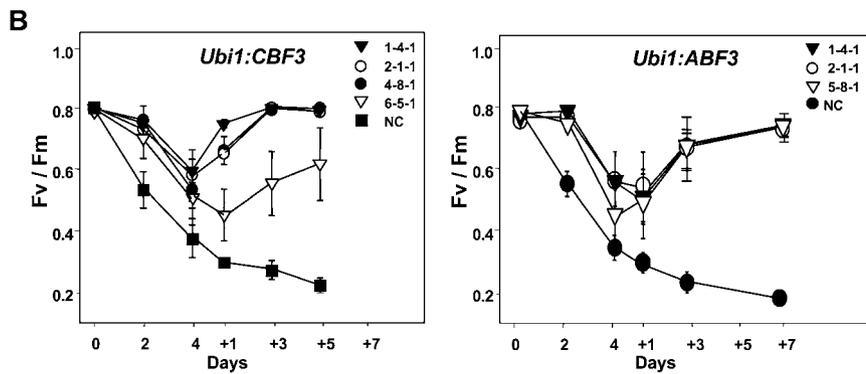 B
Ubi1:CBF3
1-4-1
2-1-1
4-8-1
6-5-1
NC
Fv / Fm
1.0
0.8
0.6
0.4
0.2
0 2 4 +1 +3 +5 +7
Days
Ubi1:ABF3
1-4-1
2-1-1
5-8-1
NC
Fv / Fm
1.0
0.8
0.6
0.4
0.2
0 2 4 +1 +3 +5 +7
Days